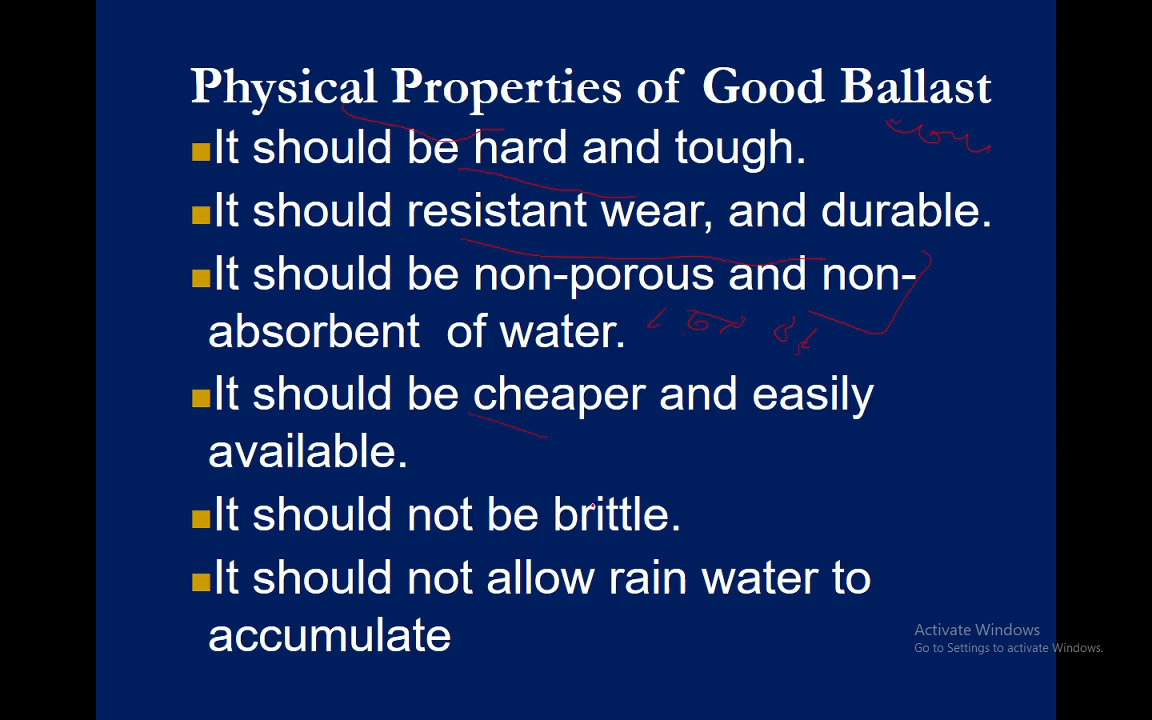 Physical Properties of Good Ballast
It should be hard and tough.
It should resistant wear, and durable.
It should be non-porous and non-
absorbent of water.
It should be cheaper and easily
available.
It should not be brittle.
It should not allow rain water to
accumulate
Activate Windows
Go to Settings to activate Windows.